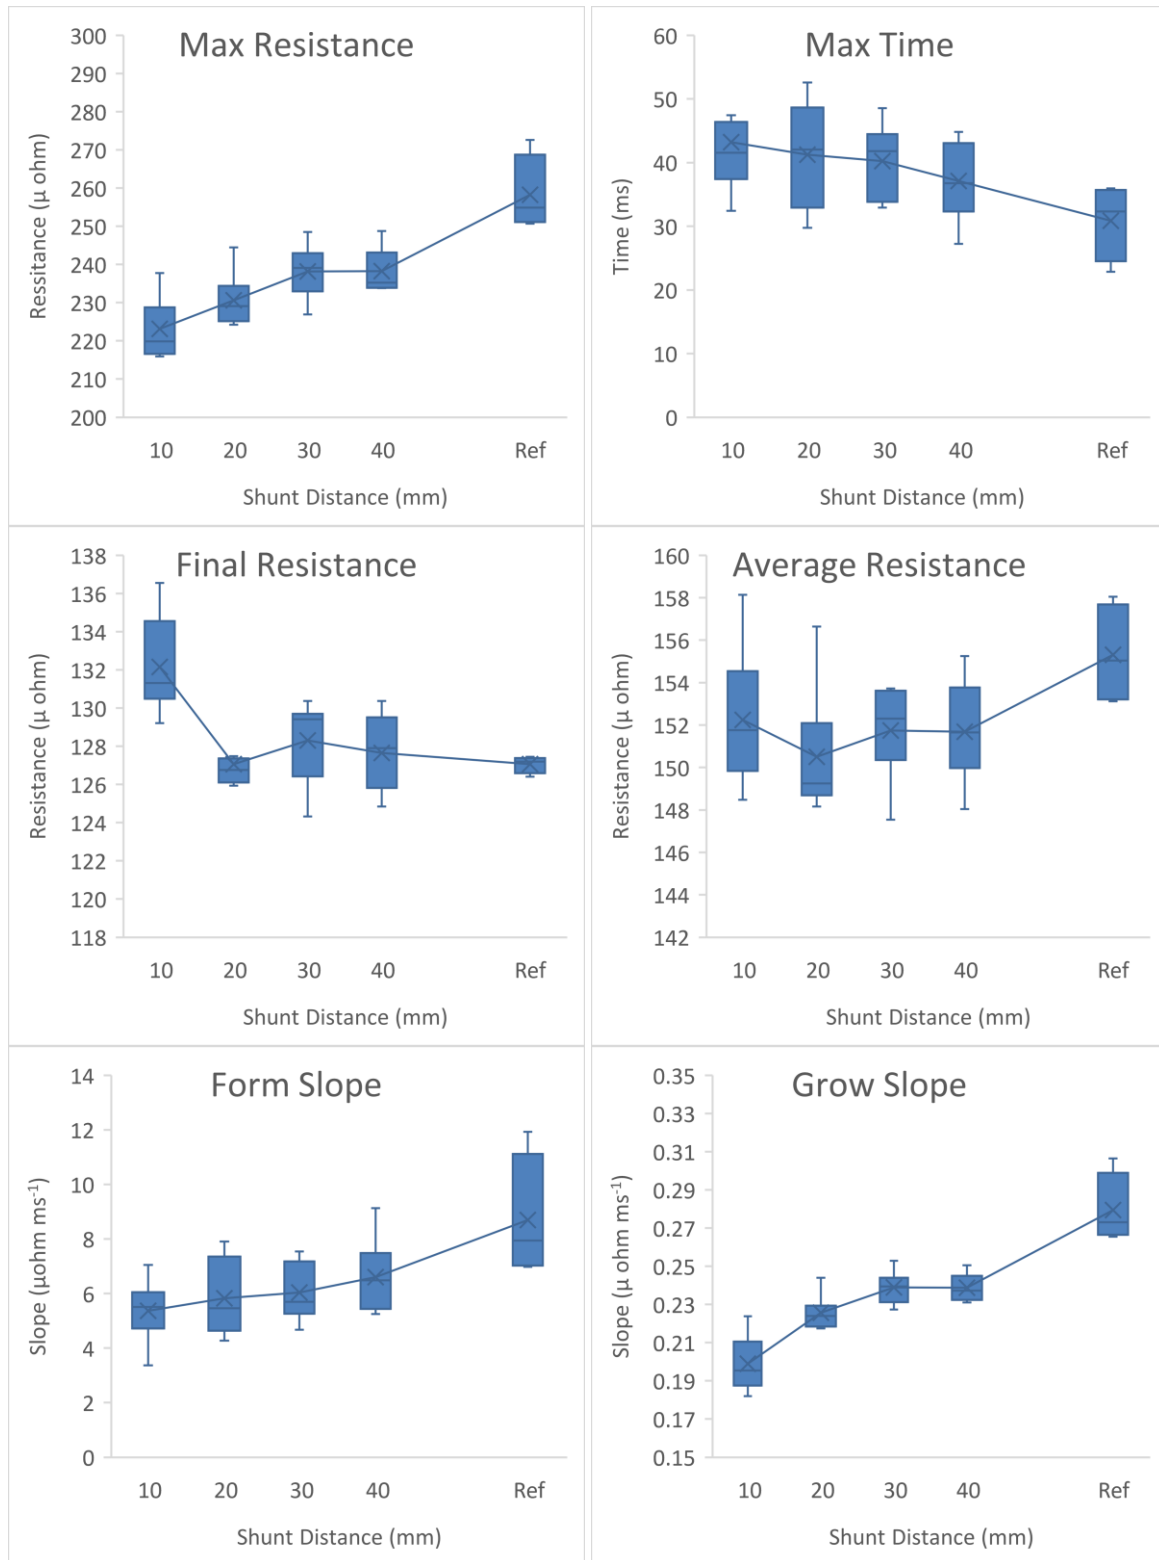 Max Resistance
300
290
280
270
260
250
240
230
220
210
200
Ressitance (µ ohm)
10 20 30 40 Ref
Shunt Distance (mm)
Max Time
60
50
40
30
20
10
0
Time (ms)
10 20 30 40 Ref
Shunt Distance (mm)
Final Resistance
138
136
134
132
130
128
126
124
122
120
118
Resistance (µ ohm)
10 20 30 40 Ref
Shunt Distance (mm)
Average Resistance
160
158
156
154
152
150
148
146
144
142
Resistance (µ ohm)
10 20 30 40 Ref
Shunt Distance (mm)
Form Slope
14
12
10
8
6
4
2
0
Slope (µohm ms⁻¹)
10 20 30 40 Ref
Shunt Distance (mm)
Grow Slope
0.35
0.33
0.31
0.29
0.27
0.25
0.23
0.21
0.19
0.17
0.15
Slope (µ ohm ms⁻¹)
10 20 30 40 Ref
Shunt Distance (mm)